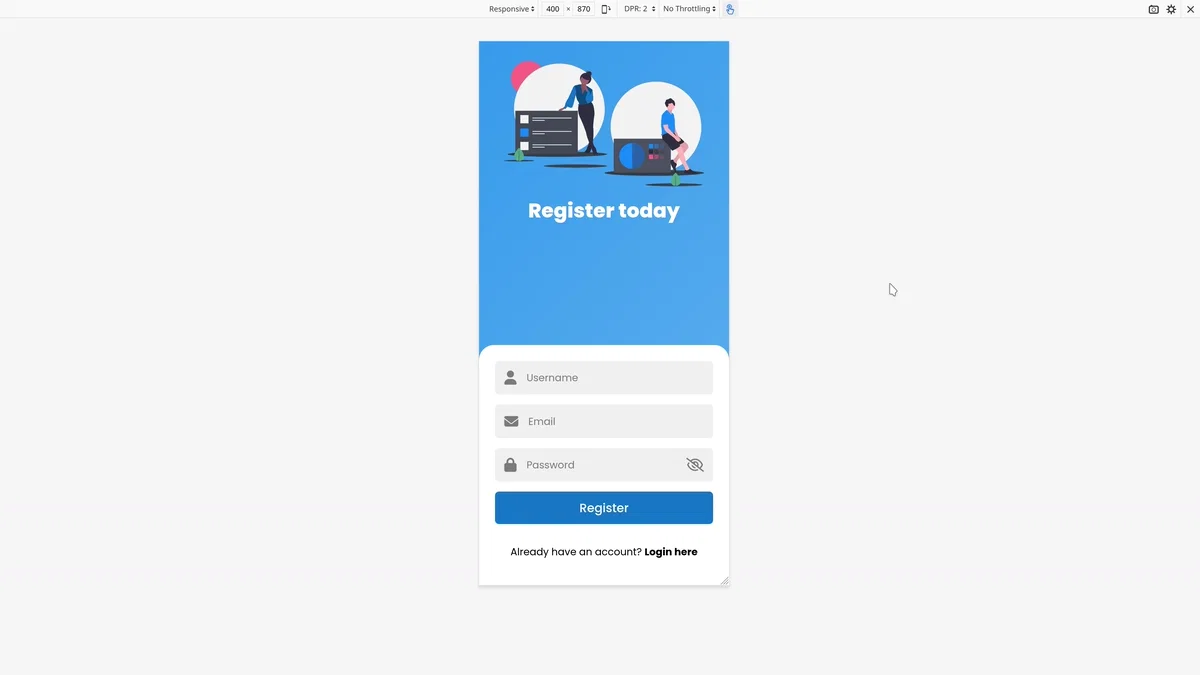 Responsive 400 × 870 DPR: 2 No Throttling
Register today
Username
Email
Password
Register
Already have an account? Login here